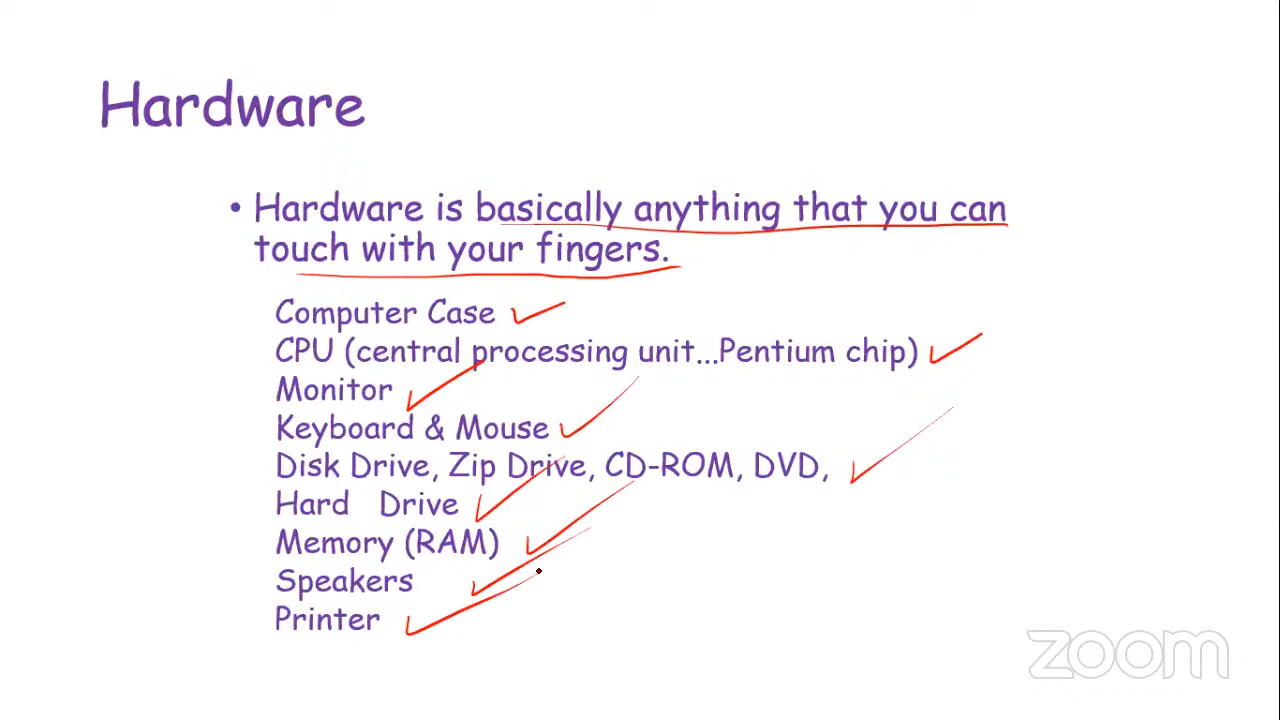 Hardware
• Hardware is basically anything that you can
touch with your fingers.
Computer Case
CPU (central processing unit...Pentium chip)
Monitor
Keyboard & Mouse
Disk Drive, Zip Drive, CD-ROM, DVD,
Hard Drive
Memory (RAM)
Speakers
Printer
zoom